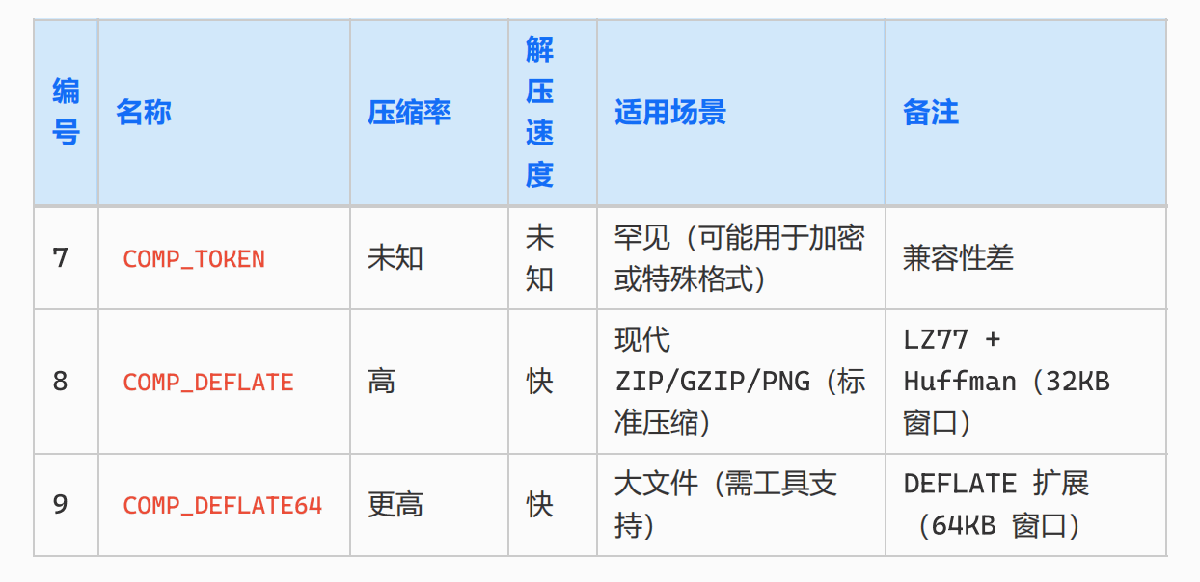 编号 名称 压缩率 解压速度 适用场景 备注
7 COMP_TOKEN 未知 未知 罕见（可能用于加密或特殊格式） 兼容性差
8 COMP_DEFLATE 高 快 现代 ZIP/GZIP/PNG（标准压缩） LZ77 + Huffman（32KB 窗口）
9 COMP_DEFLATE64 更高 快 大文件（需工具支持） DEFLATE 扩展（64KB 窗口）